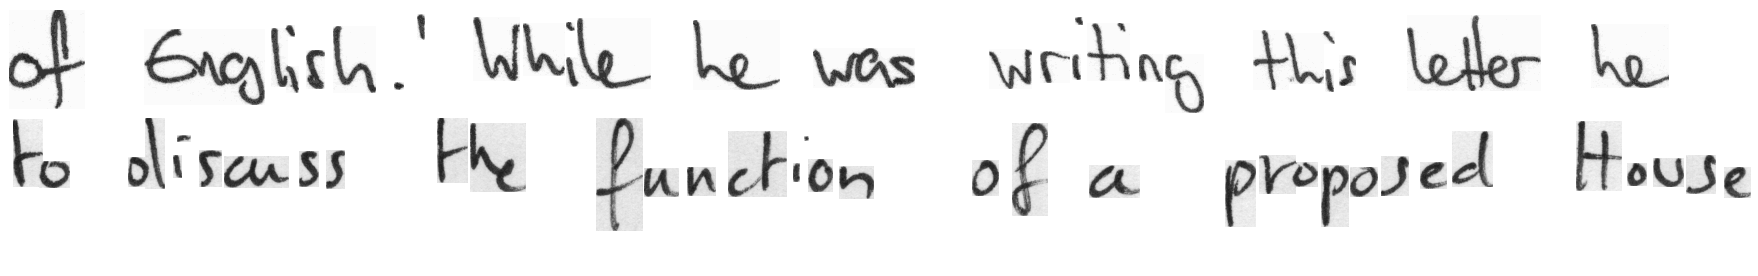 of English.' While he was writing this letter he
to discuss the function of a proposed House